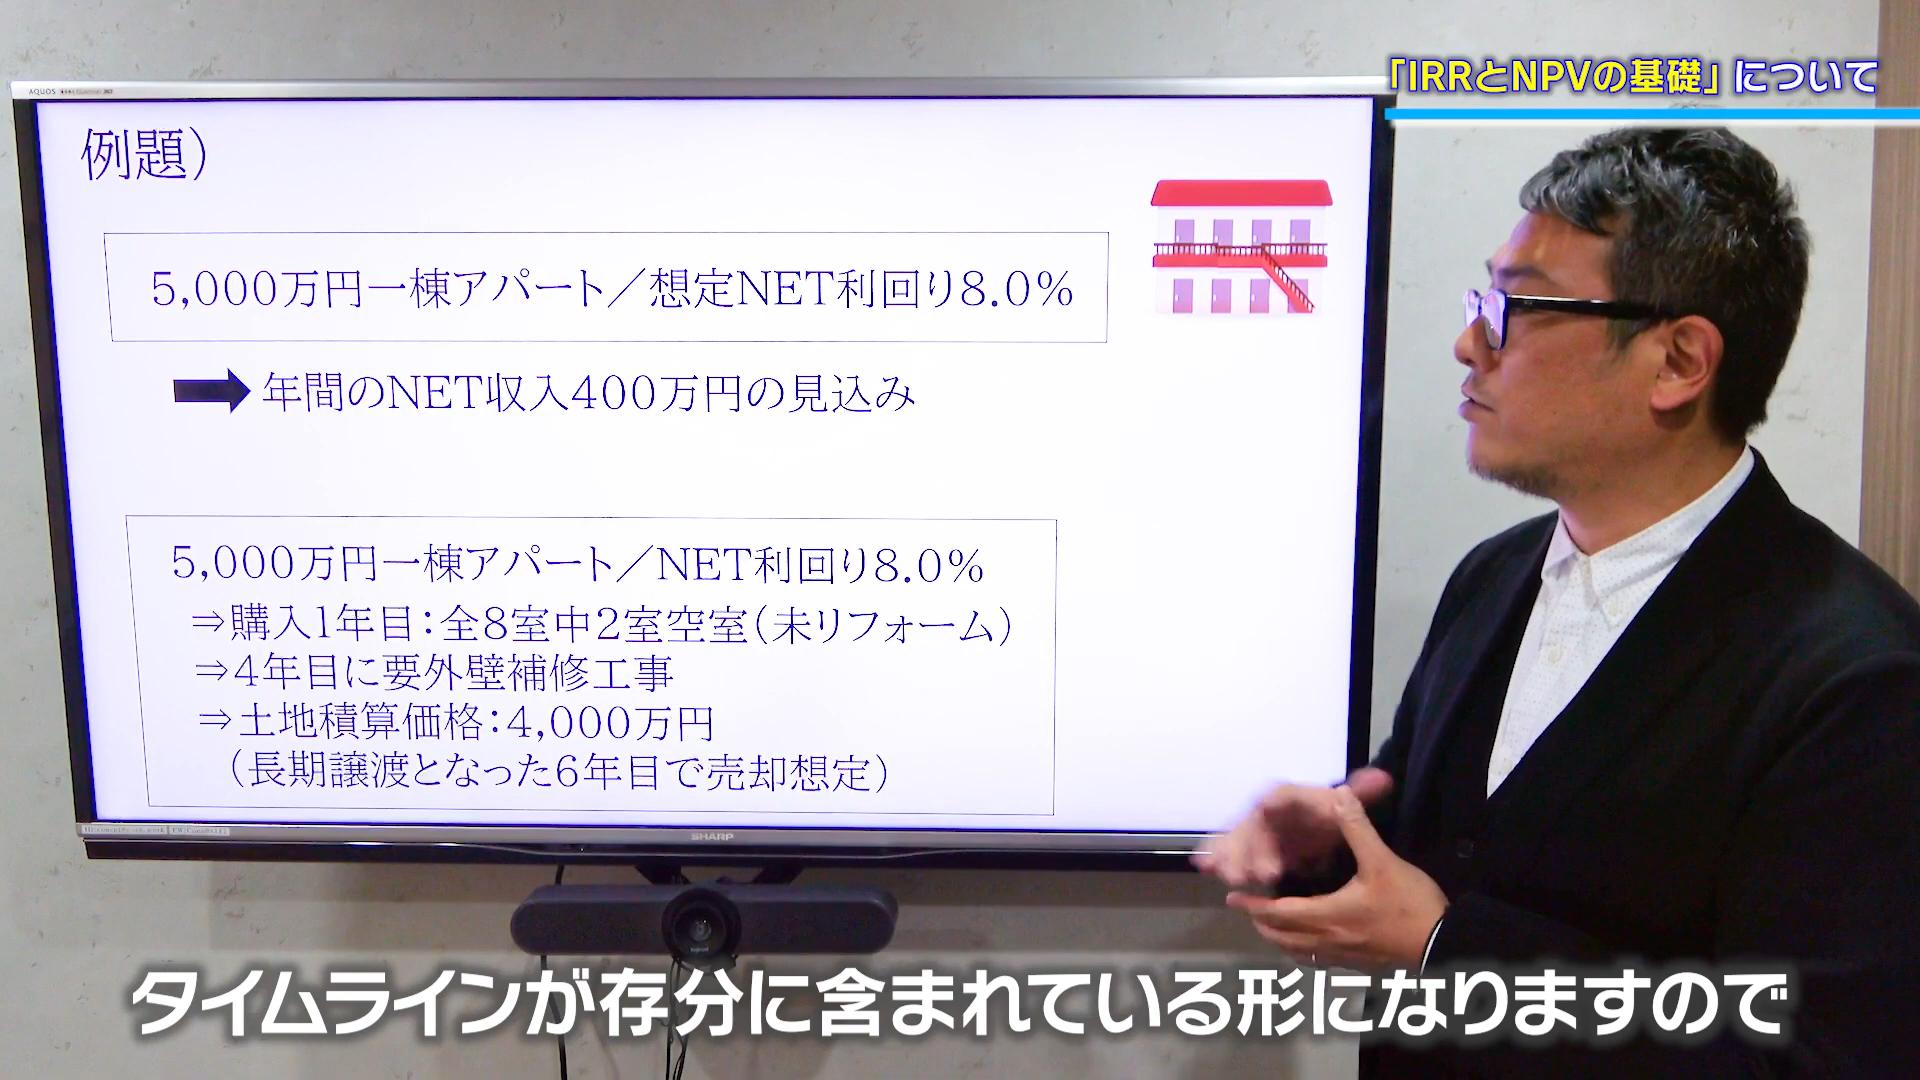 「IRRとNPVの基礎」について
AQUOS
例題）
5,000万円一棟アパート／想定NET利回り8.0％
年間のNET収入400万円の見込み
5,000万円一棟アパート／NET利回り8.0％
⇒購入1年目：全8室中2室空室（未リフォーム）
⇒4年目に要外壁補修工事
⇒土地積算価格：4,000万円
（長期譲渡となった6年目で売却想定）
SHARP
タイムラインが存分に含まれている形になりますので